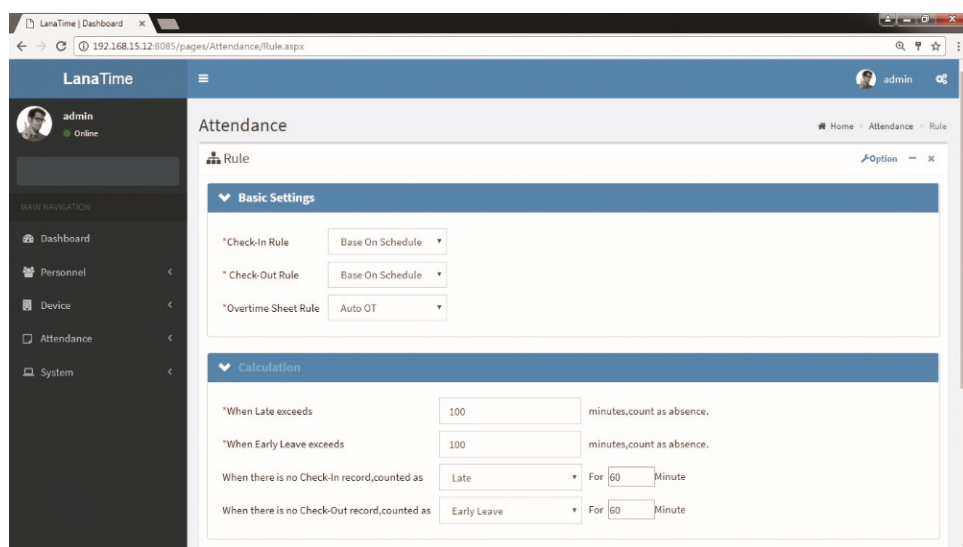 LanaTime | Dashboard
192.168.15.12:8085/pages/Attendance/Rule.aspx
LanaTime
admin
admin
Online
Attendance
Home > Attendance > Rule
Rule
Option
MAIN NAVIGATION
Dashboard
Personnel
Device
Attendance
System
Basic Settings
*Check-In Rule Base On Schedule
* Check-Out Rule Base On Schedule
*Overtime Sheet Rule Auto OT
Calculation
*When Late exceeds 100 minutes,count as absence.
*When Early Leave exceeds 100 minutes,count as absence.
When there is no Check-In record,counted as Late For 60 Minute
When there is no Check-Out record,counted as Early Leave For 60 Minute